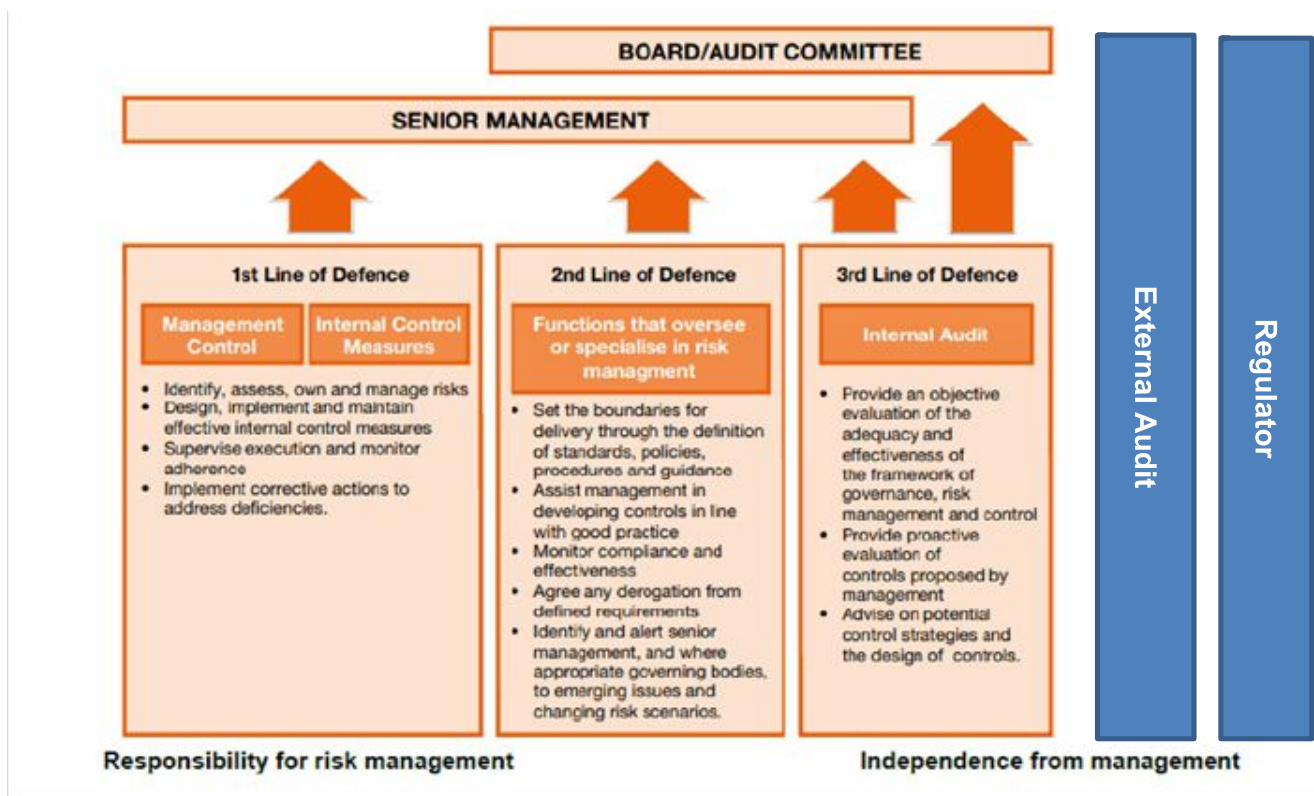 BOARD/AUDIT COMMITTEE
SENIOR MANAGEMENT
1st Line of Defence
Management
Control
Internal Control
Measures
• Identify, assess, own and manage risks
• Design, implement and maintain
effective internal control measures
• Supervise execution and monitor
adherence
• Implement corrective actions to
address deficiencies.
2nd Line of Defence
Functions that oversee
or specialise in risk
managment
• Set the boundaries for
delivery through the definition
of standards, policies,
procedures and guidance
• Assist management in
developing controls in line
with good practice
• Monitor compliance and
effectiveness
• Agree any derogation from
defined requirements
• Identify and alert senior
management, and where
appropriate governing bodies,
to emerging issues and
changing risk scenarios.
3rd Line of Defence
Internal Audit
• Provide an objective
evaluation of the
adequacy and
effectiveness of
the framework of
governance, risk
management and control
• Provide proactive
evaluation of
controls proposed by
management
• Advise on potential
control strategies and
the design of controls.
External Audit
Regulator
Responsibility for risk management
Independence from management